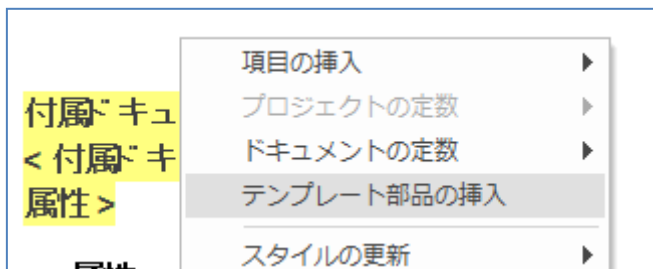 項目の挿入
付属ドキュ
プロジェクトの定数
<付属ドキ
ドキュメントの定数
属性>
テンプレート部品の挿入
スタイルの更新
属性